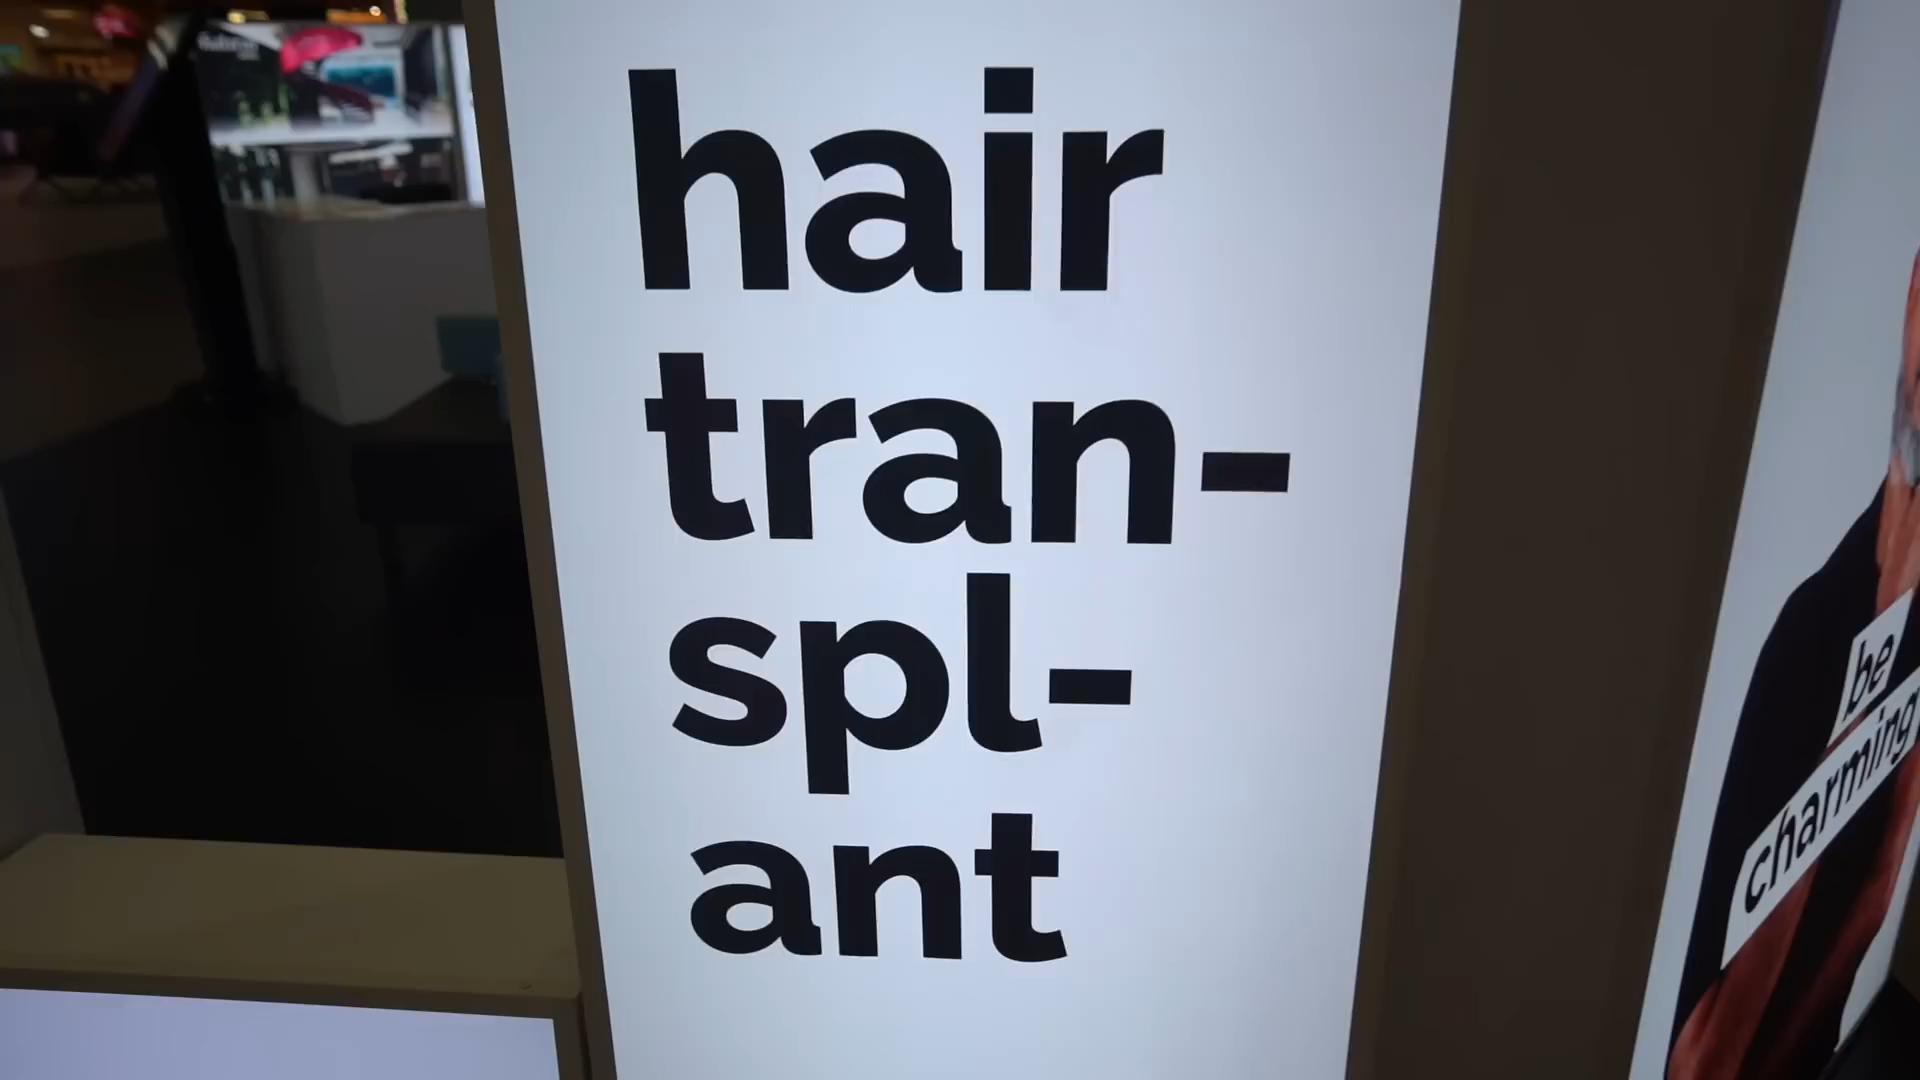 hair
tran-
spl-
ant
be
charming